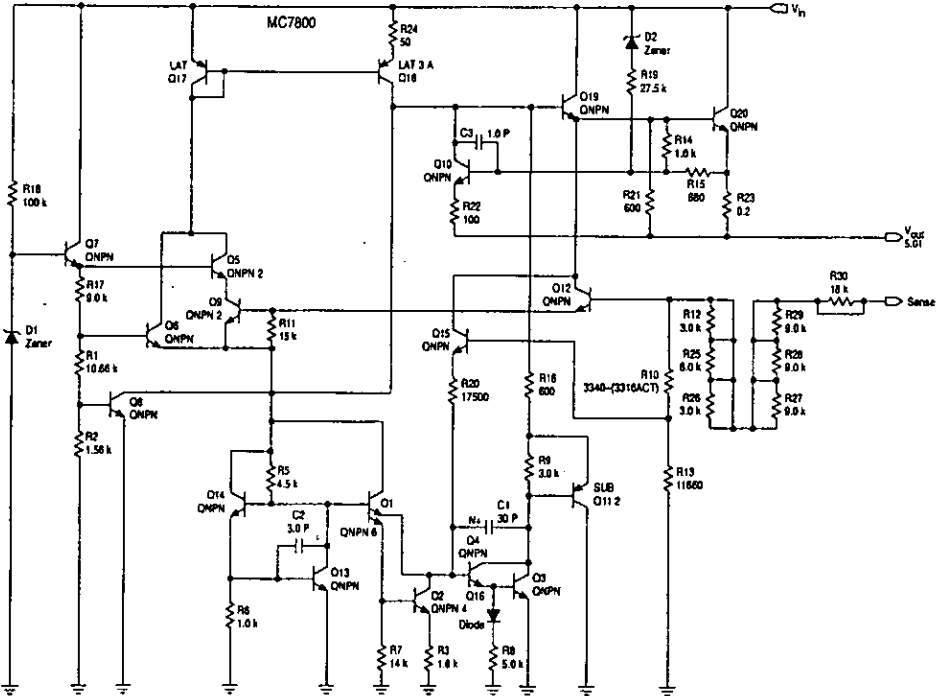 MC7800
V in
R24
50
D2
Zener
LAT
Q17
LAT 3 A
Q18
R19
27.5 k
Q19
QNPN
Q20
QNPN
C3
1.0 P
R14
1.0 k
Q10
QNPN
R18
100 k
R15
680
R21
600
R23
0.2
R22
100
Q7
QNPN
V out
5.01
Q5
QNPN 2
R17
9.0 k
R30
18 k
Sense
Q12
QNPN
Q9
QNPN 2
D1
Zener
Q6
QNPN
R11
15 k
Q15
QNPN
R12
3.0 k
R29
9.0 k
R1
10.66 k
R25
6.0 k
R28
9.0 k
R20
17500
R16
600
R10
3340-(3316ACT)
Q8
QNPN
R26
3.0 k
R27
9.0 k
R2
1.56 k
R5
4.5 k
R9
3.0 k
R13
11660
SUB
Q11 2
Q14
QNPN
Q1
QNPN 6
C2
3.0 P
N+
C1
30 P
Q4
QNPN
Q13
QNPN
Q16
Q3
QNPN
Q2
QNPN 4
R6
1.0 k
Diode
R7
14 k
R3
1.8 k
R8
5.0 k